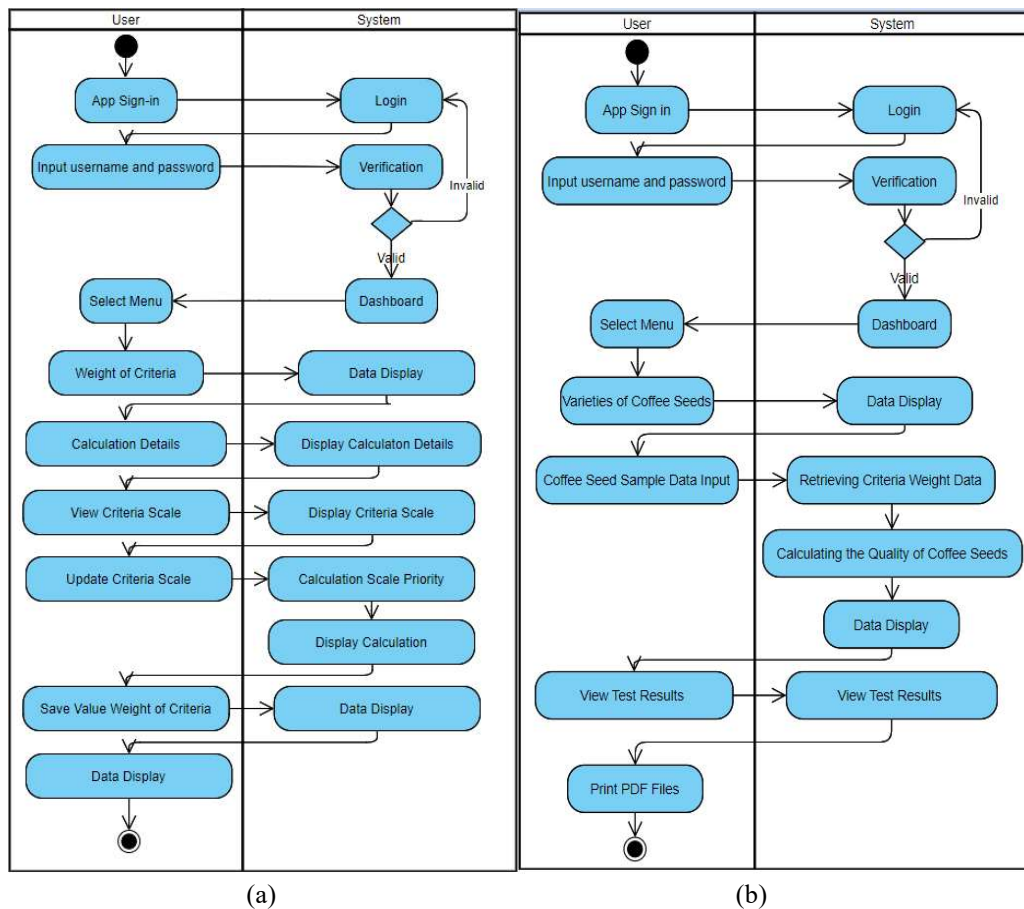 User
System
App Sign-in
Login
Input username and password
Verification
Invalid
Valid
Select Menu
Dashboard
Weight of Criteria
Data Display
Calculation Details
Display Calculaton Details
View Criteria Scale
Display Criteria Scale
Update Criteria Scale
Calculation Scale Priority
Display Calculation
Save Value Weight of Criteria
Data Display
Data Display
(a)
User
System
App Sign in
Login
Input username and password
Verification
Invalid
Valid
Select Menu
Dashboard
Varieties of Coffee Seeds
Data Display
Coffee Seed Sample Data Input
Retrieving Criteria Weight Data
Calculating the Quality of Coffee Seeds
Data Display
View Test Results
View Test Results
Print PDF Files
(b)